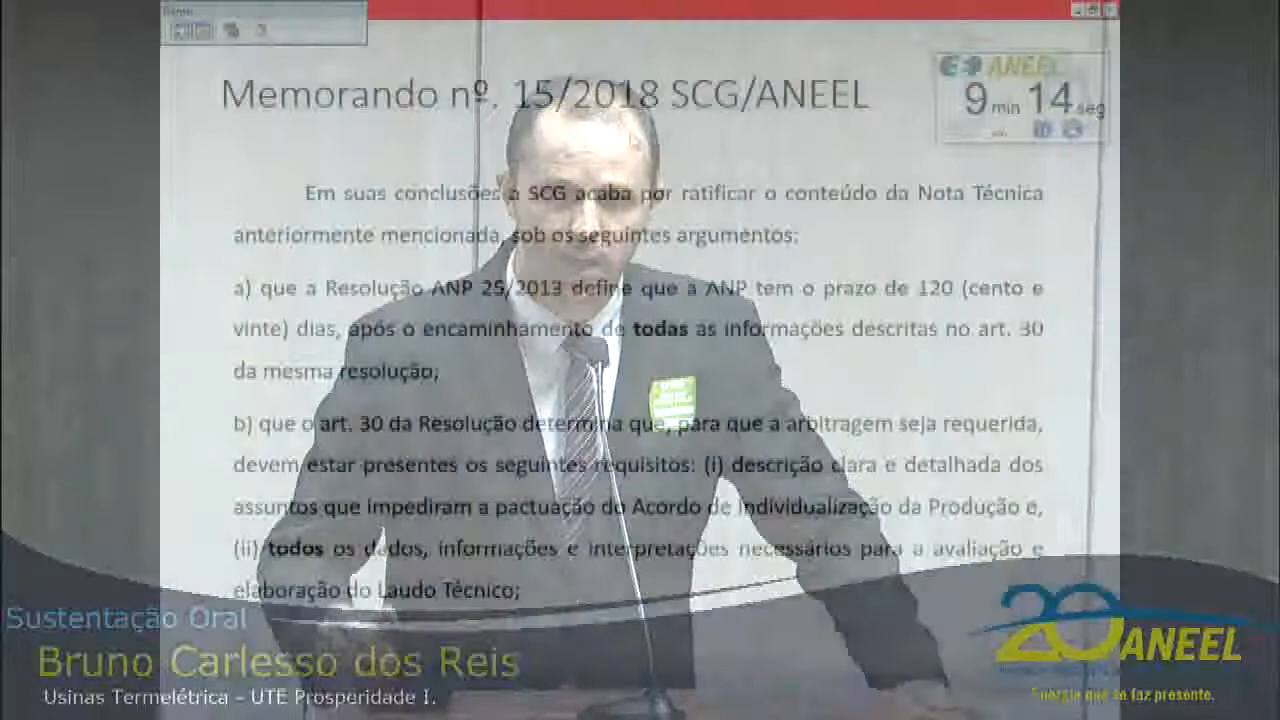 Memorando nº. 15/2018 SCG/ANEEL
ANEEL
9 min 14 seg
Em suas conclusões a SCG acaba por ratificar o conteúdo da Nota Técnica
anteriormente mencionada, sob os seguintes argumentos:
a) que a Resolução ANP 25/2013 define que a ANP tem o prazo de 120 (cento e
vinte) dias, após o encaminhamento de todas as informações descritas no art. 30
da mesma resolução;
b) que o art. 30 da Resolução determina que, para que a arbitragem seja requerida,
devem estar presentes os seguintes requisitos: (i) descrição clara e detalhada dos
assuntos que impediram a pactuação do Acordo de Individualização da Produção e,
(ii) todos os dados, informações e interpretações necessários para a avaliação e
elaboração do Laudo Técnico;
Sustentação Oral
Bruno Carlesso dos Reis
Usinas Termelétrica – UTE Prosperidade I.
20 ANEEL
Energia que se faz presente.